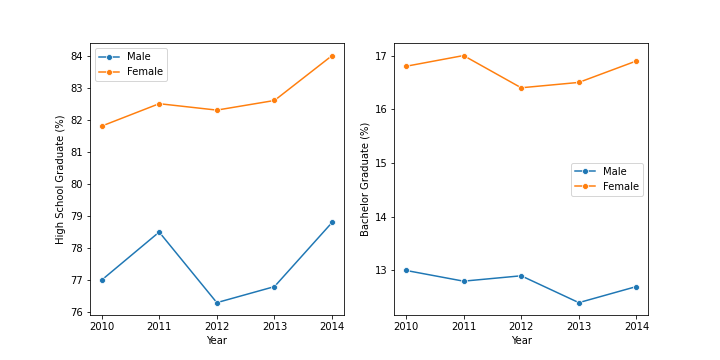 High School Graduate (%)
84
83
82
81
80
79
78
77
76
Male
Female
2010 2011 2012 2013 2014
Year
Bachelor Graduate (%)
17
16
15
14
13
Male
Female
2010 2011 2012 2013 2014
Year